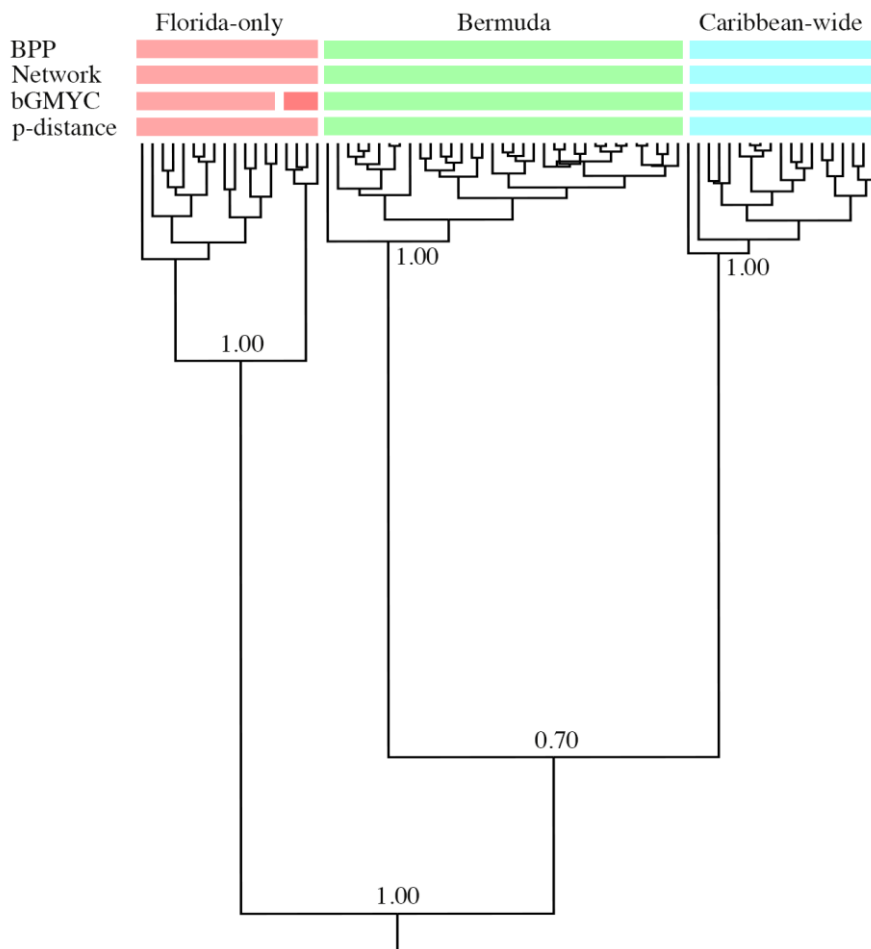 Florida-only Bermuda Caribbean-wide
BPP
Network
bGMYC
p-distance
1.00 1.00
1.00
0.70
1.00